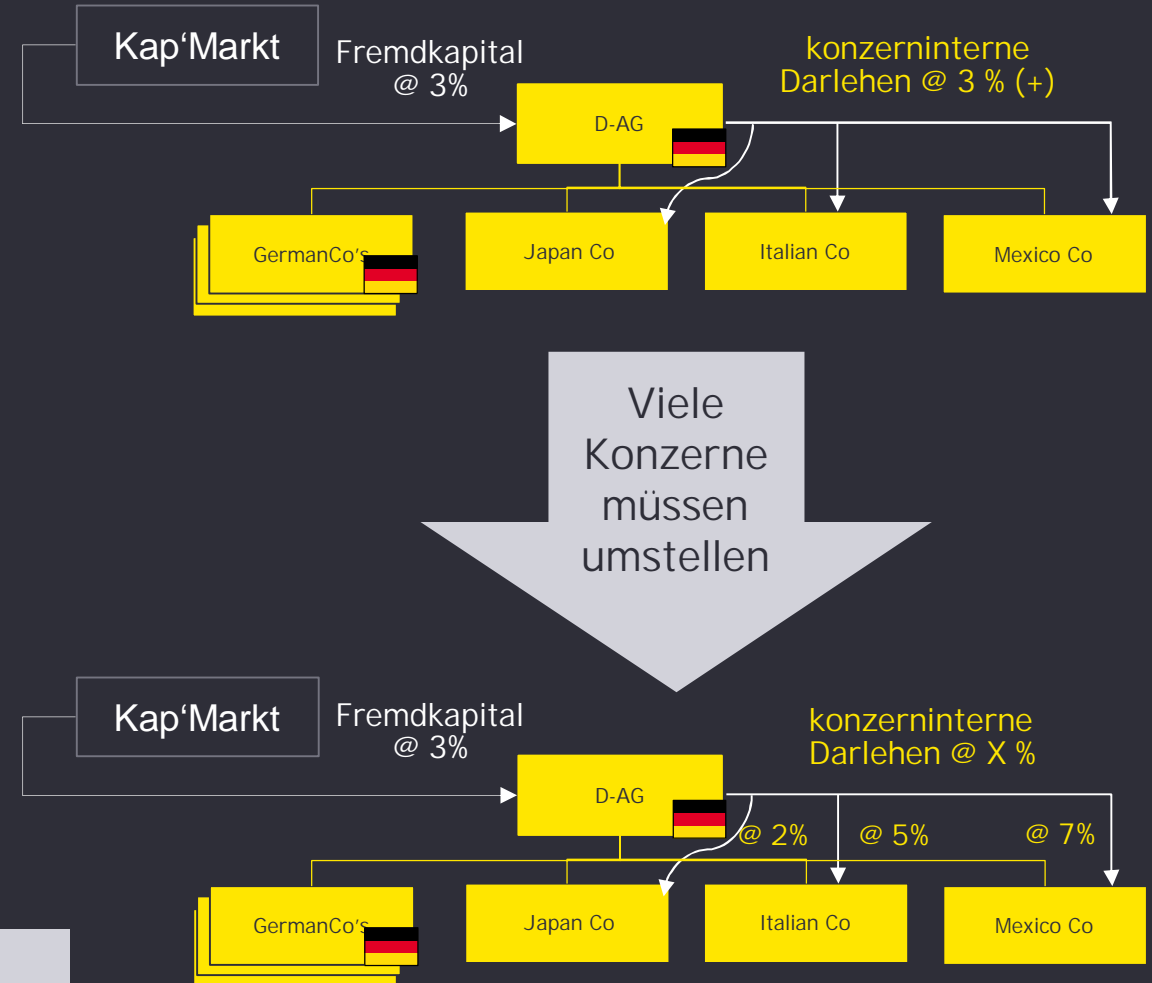 Kap‘Markt
Fremdkapital
@ 3%
konzerninterne
Darlehen @ 3 % (+)
D-AG
GermanCo's
Japan Co
Italian Co
Mexico Co
Viele
Konzerne
müssen
umstellen
Kap‘Markt
Fremdkapital
@ 3%
konzerninterne
Darlehen @ X %
D-AG
@ 2%
@ 5%
@ 7%
GermanCo's
Japan Co
Italian Co
Mexico Co